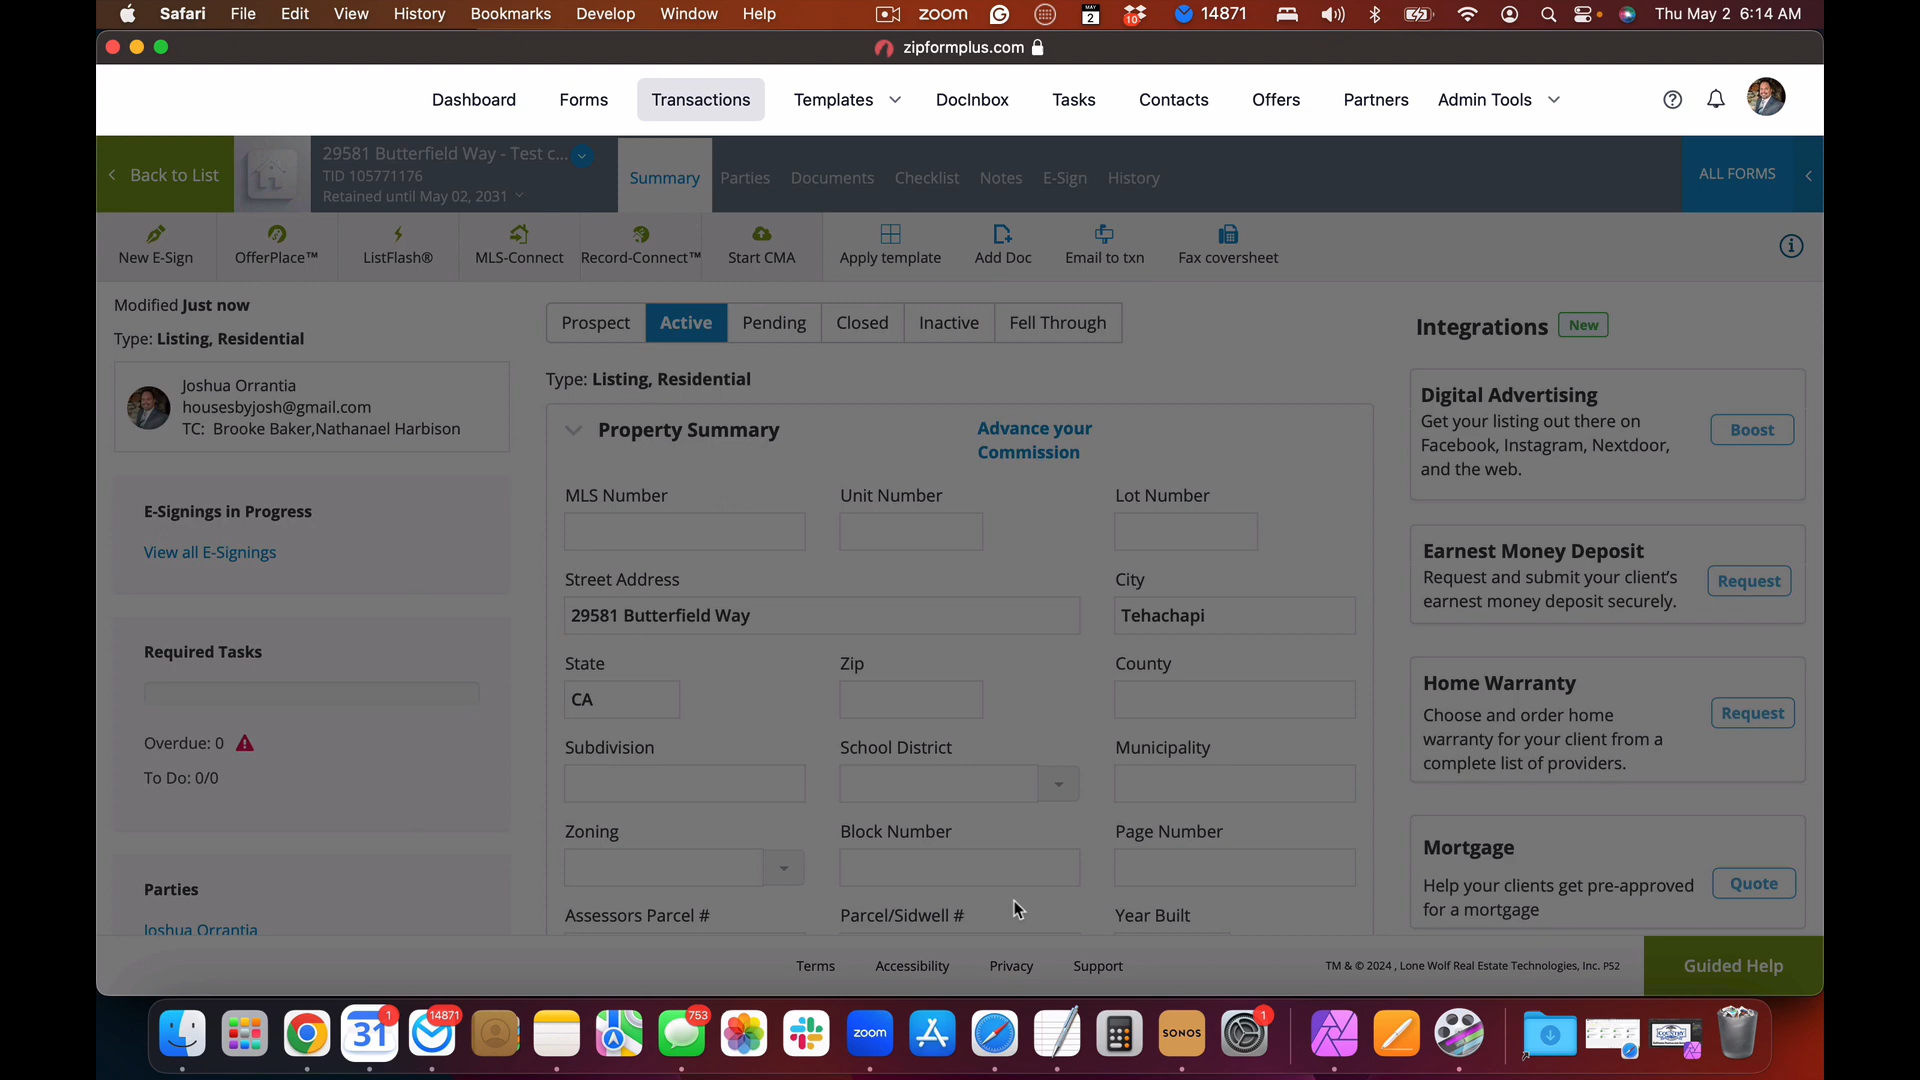 Safari File Edit View History Bookmarks Develop Window Help zoom MAY 2 10 14871 Thu May 2 6:14 AM
zipformplus.com
Dashboard Forms Transactions Templates DocInbox Tasks Contacts Offers Partners Admin Tools
Back to List
29581 Butterfield Way - Test c...
TID 105771176
Retained until May 02, 2031
Summary Parties Documents Checklist Notes E-Sign History
ALL FORMS
New E-Sign OfferPlace™ ListFlash® MLS-Connect Record-Connect™ Start CMA Apply template Add Doc Email to txn Fax coversheet
Modified Just now
Type: Listing, Residential
Joshua Orrantia
housesbyjosh@gmail.com
TC: Brooke Baker,Nathanael Harbison
E-Signings in Progress
View all E-Signings
Required Tasks
Overdue: 0
To Do: 0/0
Parties
Joshua Orrantia
Prospect Active Pending Closed Inactive Fell Through
Type: Listing, Residential
Property Summary
Advance your
Commission
MLS Number Unit Number Lot Number
Street Address City
29581 Butterfield Way Tehachapi
State Zip County
CA
Subdivision School District Municipality
Zoning Block Number Page Number
Assessors Parcel # Parcel/Sidwell # Year Built
Integrations New
Digital Advertising
Get your listing out there on
Facebook, Instagram, Nextdoor,
and the web.
Boost
Earnest Money Deposit
Request and submit your client's
earnest money deposit securely.
Request
Home Warranty
Choose and order home
warranty for your client from a
complete list of providers.
Request
Mortgage
Help your clients get pre-approved
for a mortgage
Quote
Terms Accessibility Privacy Support TM & © 2024 , Lone Wolf Real Estate Technologies, Inc. P52
Guided Help
31 1 14871 753 zoom SONOS 1